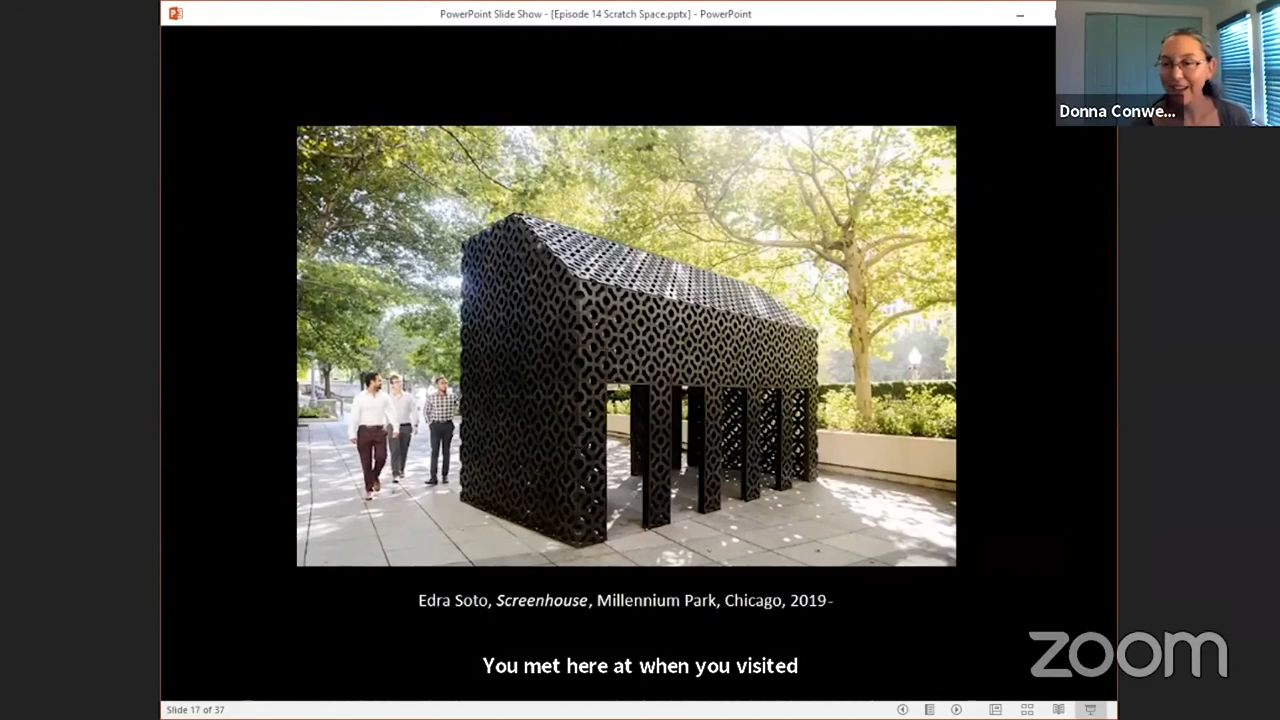 PowerPoint Slide Show - [Episode 14 Scratch Space.pptx] - PowerPoint
Donna Conwe...
Edra Soto, Screenhouse, Millennium Park, Chicago, 2019-
You met here at when you visited
zoom
Slide 17 of 37